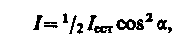 I = ¹/₂ I_ест cos² α,